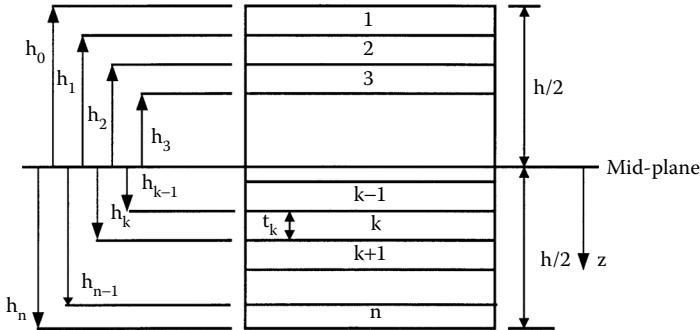 1
h₀
2
h₁
3
h/2
h₂
h₃
Mid-plane
hₖ₋₁
k−1
hₖ
tₖ
k
k+1
h/2
z
hₙ₋₁
hₙ
n